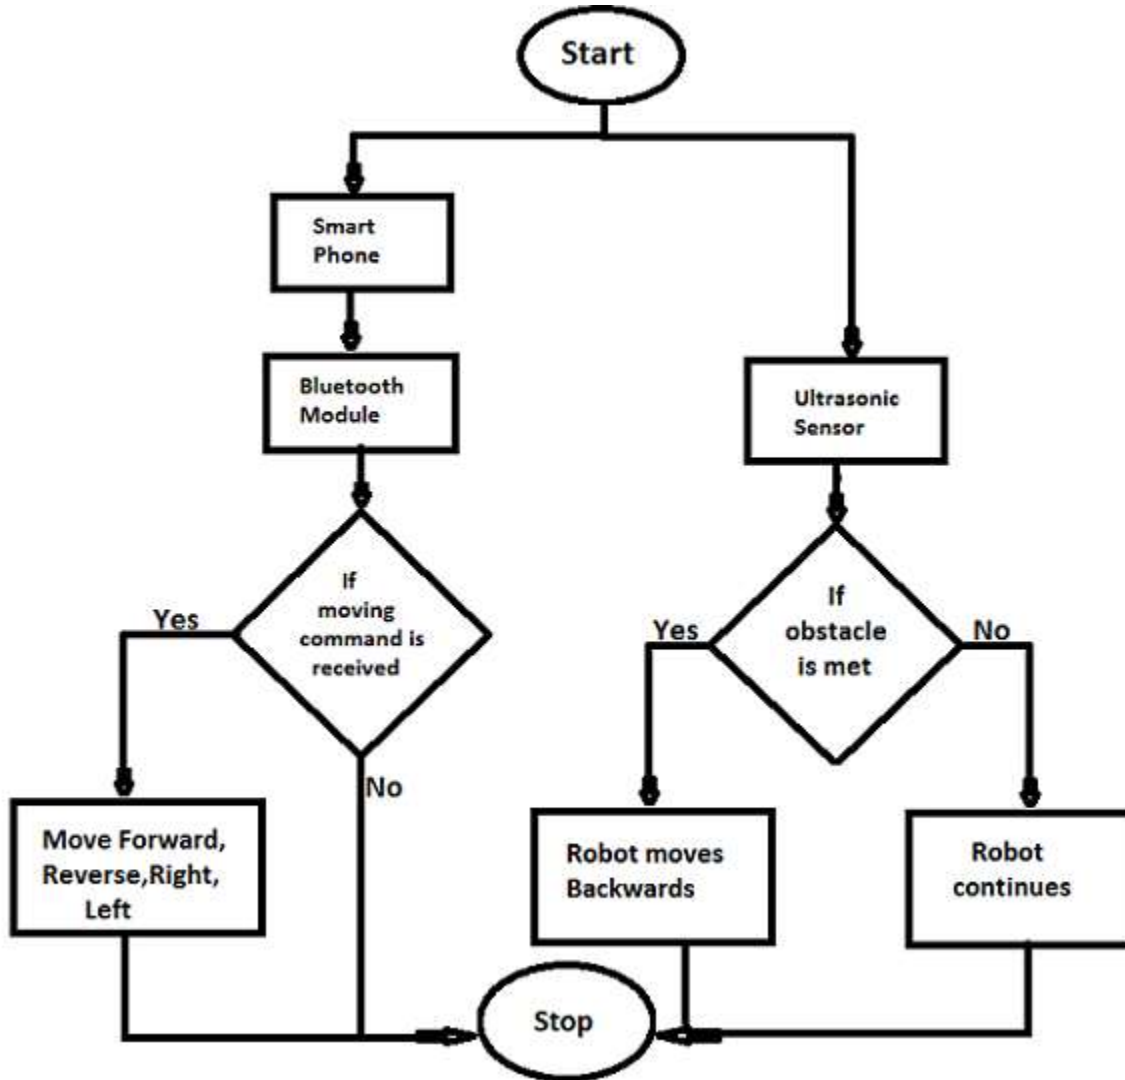 Start
Smart
Phone
Bluetooth
Module
Ultrasonic
Sensor
If
moving
command is
received
Yes
No
If
obstacle
is met
Yes
No
Move Forward,
Reverse,Right,
Left
Robot moves
Backwards
Robot
continues
Stop